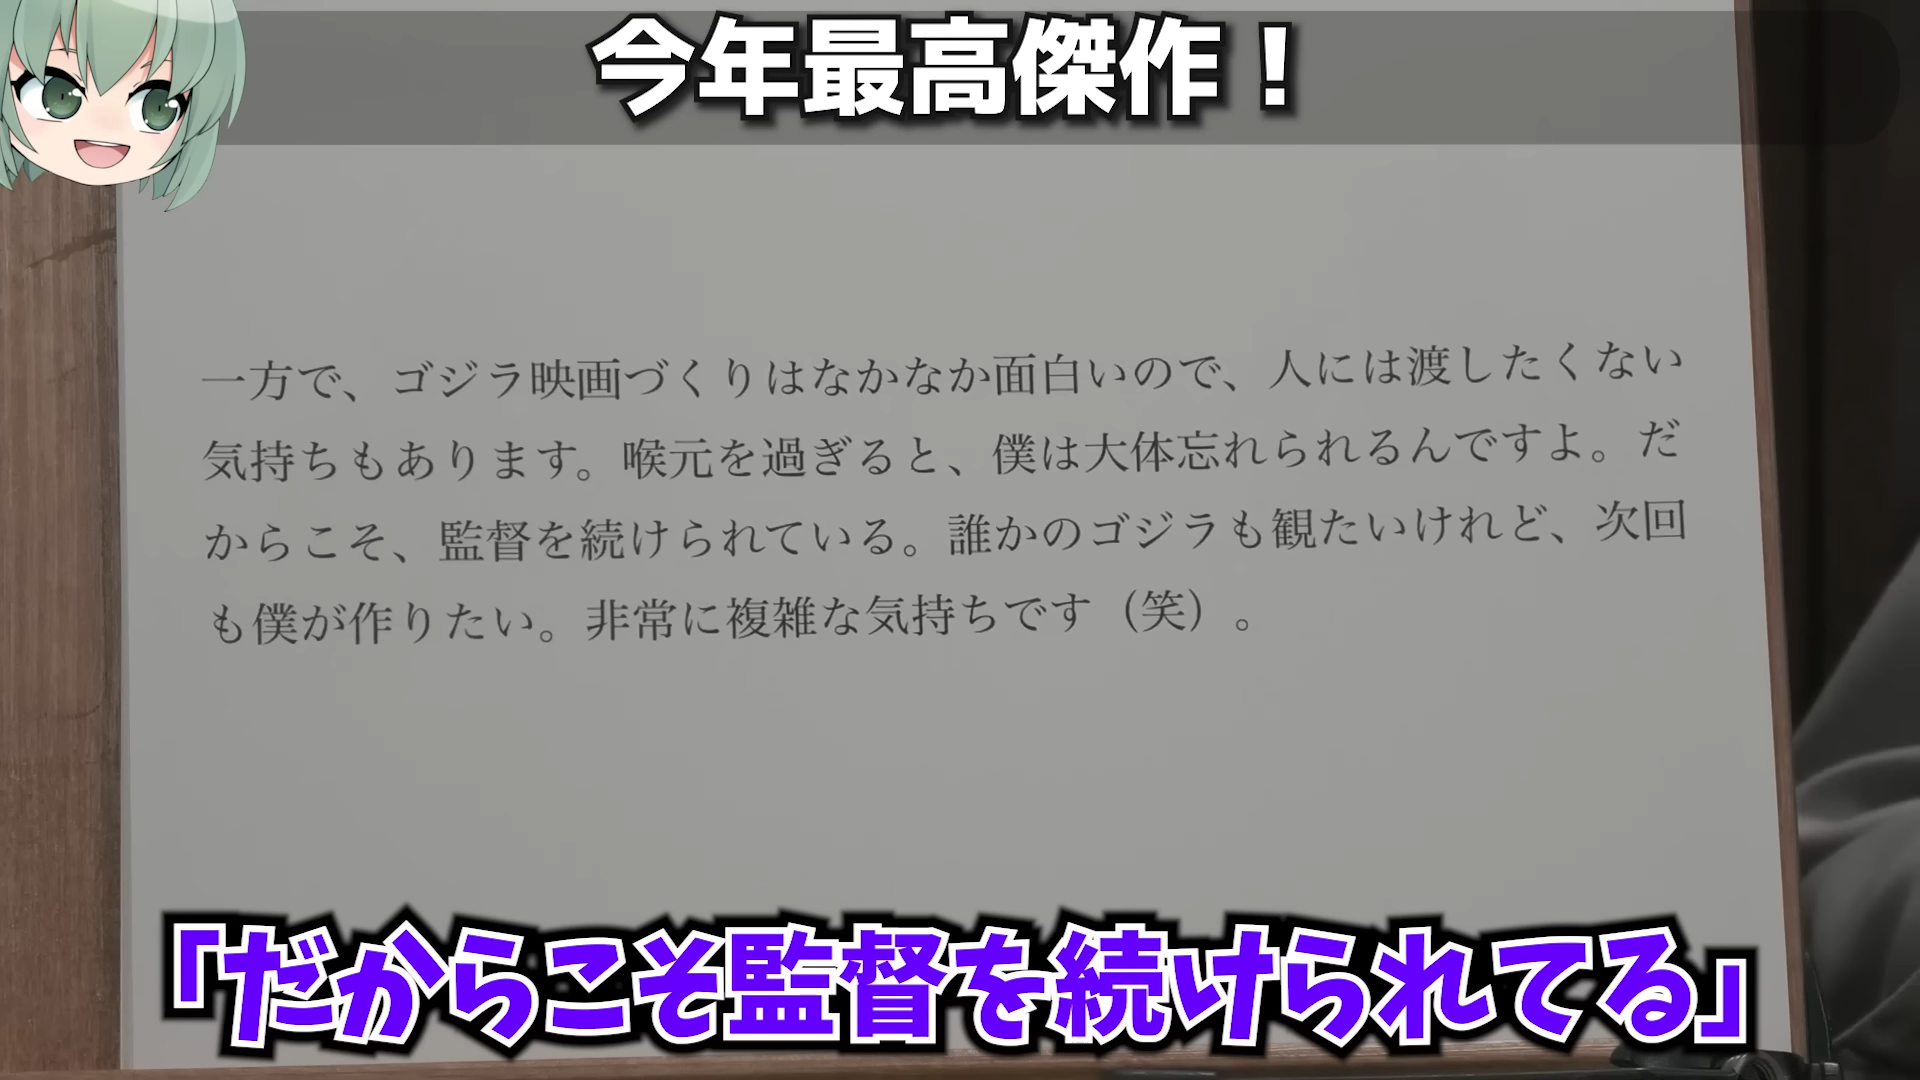 今年最高傑作！
一方で、ゴジラ映画づくりはなかなか面白いので、人には渡したくない
気持ちもあります。喉元を過ぎると、僕は大体忘れられるんですよ。だ
からこそ、監督を続けられている。誰かのゴジラも観たいけれど、次回
も僕が作りたい。非常に複雑な気持ちです（笑）。
「だからこそ監督を続けられてる」